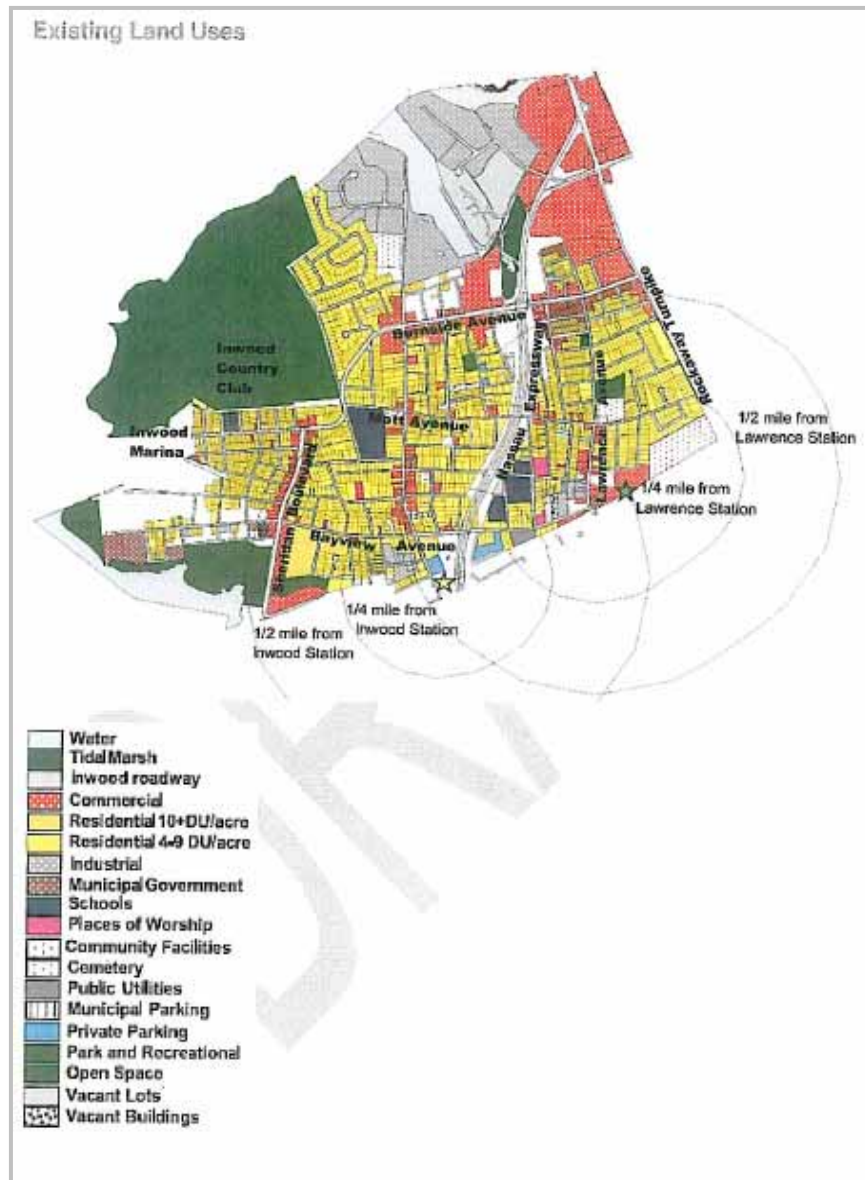 Existing Land Uses
Burnside Avenue
Rockaway Turnpike
Inwood
Country
Club
Nassau Expressway
Lawrence Avenue
Mott Avenue
1/2 mile from
Lawrence Station
Inwood
Marina
Sheridan Boulevard
1/4 mile from
Lawrence Station
Bayview Avenue
1/4 mile from
Inwood Station
1/2 mile from
Inwood Station
Water
Tidal Marsh
Inwood roadway
Commercial
Residential 10+DU/acre
Residential 4-9 DU/acre
Industrial
Municipal Government
Schools
Places of Worship
Community Facilities
Cemetery
Public Utilities
Municipal Parking
Private Parking
Park and Recreational
Open Space
Vacant Lots
Vacant Buildings